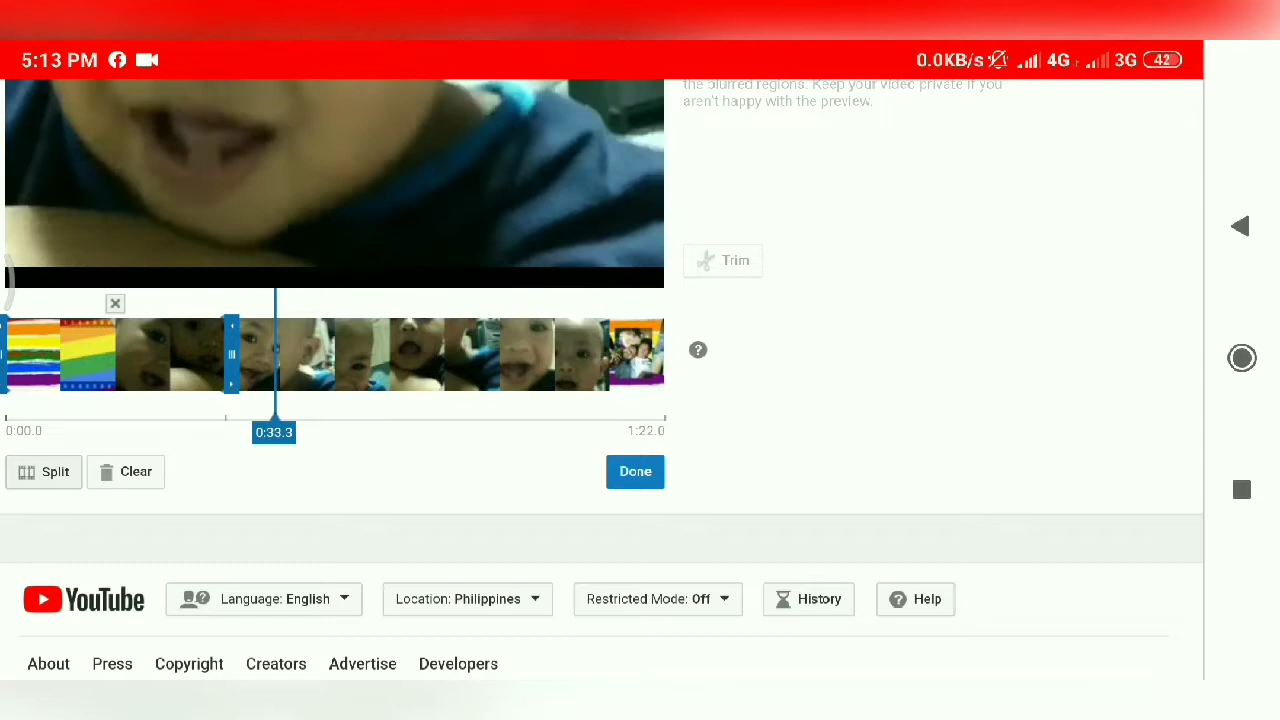 5:13 PM
0.0KB/s 4G 3G 42
the blurred regions. Keep your video private if you
aren't happy with the preview.
Trim
?
0:00.0
0:33.3
1:22.0
Split
Clear
Done
YouTube
Language: English
Location: Philippines
Restricted Mode: Off
History
Help
About
Press
Copyright
Creators
Advertise
Developers